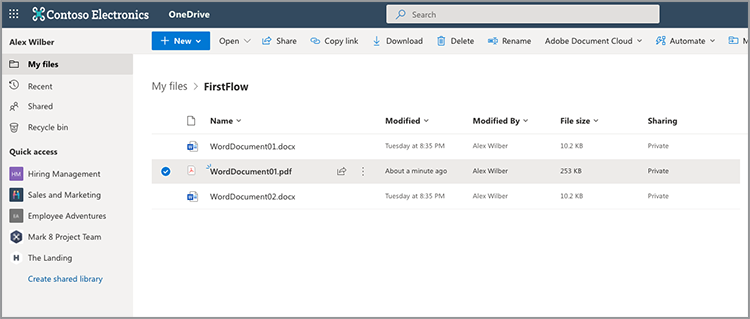 Contoso Electronics OneDrive Search
Alex Wilber
+ New Open Share Copy link Download Delete Rename Adobe Document Cloud Automate M
My files
Recent
Shared
Recycle bin
Quick access
HM Hiring Management
Sales and Marketing
EA Employee Adventures
Mark 8 Project Team
H The Landing
Create shared library
My files > FirstFlow
Name Modified Modified By File size Sharing
WordDocument01.docx Tuesday at 8:35 PM Alex Wilber 10.2 KB Private
WordDocument01.pdf About a minute ago Alex Wilber 253 KB Private
WordDocument02.docx Tuesday at 8:35 PM Alex Wilber 10.2 KB Private